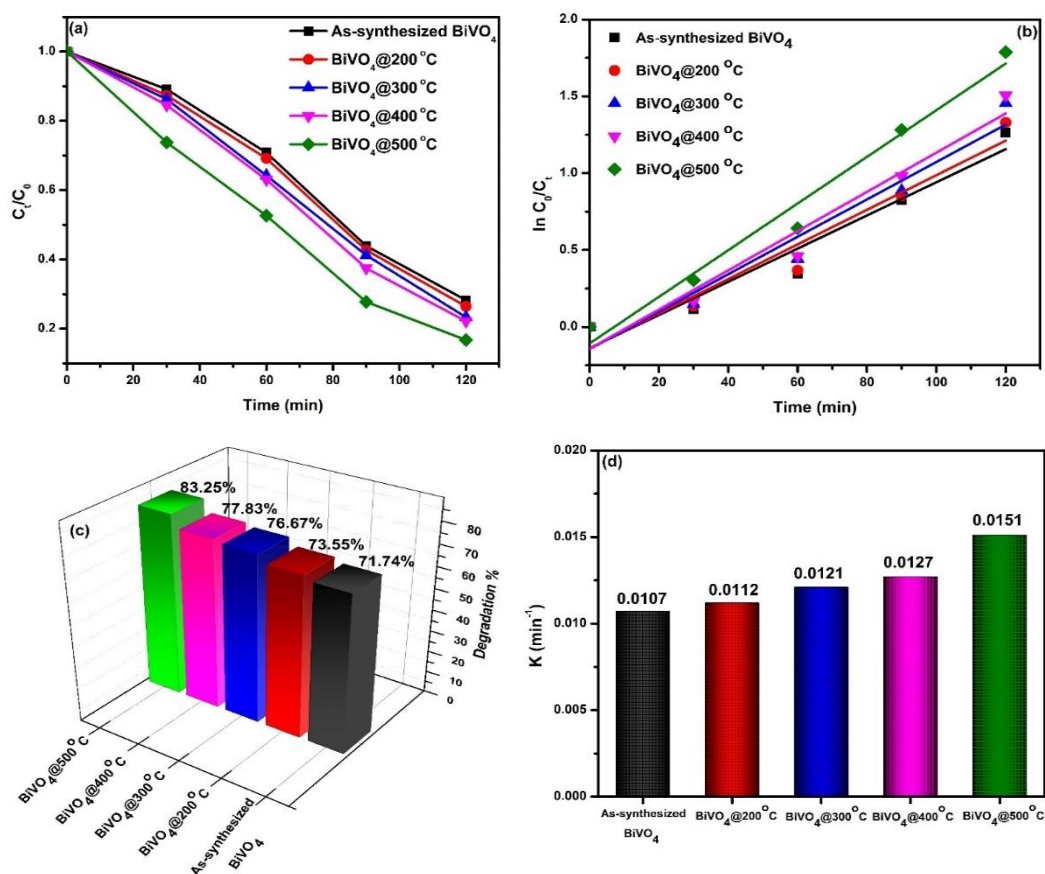 (a)
As-synthesized BiVO₄
BiVO₄@200 °C
BiVO₄@300 °C
BiVO₄@400 °C
BiVO₄@500 °C
Cₜ/C₀
1.0
0.8
0.6
0.4
0.2
0 20 40 60 80 100 120
Time (min)
(b)
As-synthesized BiVO₄
BiVO₄@200 °C
BiVO₄@300 °C
BiVO₄@400 °C
BiVO₄@500 °C
ln C₀/Cₜ
2.0
1.5
1.0
0.5
0.0
0 20 40 60 80 100 120
Time (min)
(c)
83.25%
77.83%
76.67%
73.55%
71.74%
80
70
60
50
40
30
20
10
0
Degradation %
BiVO₄@500°C
BiVO₄@400°C
BiVO₄@300°C
BiVO₄@200°C
As-synthesized
BiVO₄
(d)
K (min⁻¹)
0.020
0.015
0.010
0.005
0.000
0.0107
0.0112
0.0121
0.0127
0.0151
As-synthesized
BiVO₄
BiVO₄@200°C
BiVO₄@300°C
BiVO₄@400°C
BiVO₄@500°C